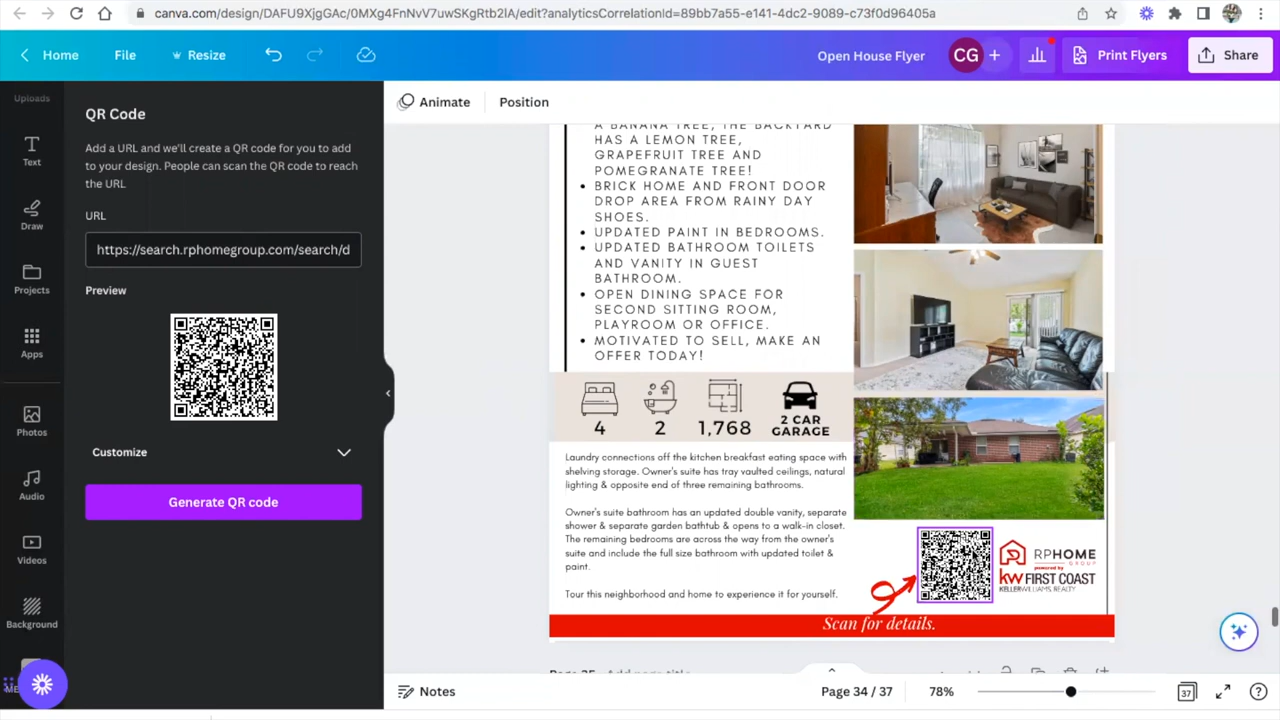 canva.com/design/DAFU9XjgGAc/0MXg4FnNvV7uwSKgRtb2lA/edit?analyticsCorrelationId=89bb7a55-e141-4dc2-9089-c73f0d96405a
Home
File
Resize
Open House Flyer
CG
+
Print Flyers
Share
Uploads
Text
Draw
Projects
Apps
Photos
Audio
Videos
Background
QR Code
Add a URL and we'll create a QR code for you to add
to your design. People can scan the QR code to reach
the URL
URL
https://search.rphomegroup.com/search/d
Preview
Customize
Generate QR code
Animate
Position
A BANANA TREE, THE BACKYARD
HAS A LEMON TREE,
GRAPEFRUIT TREE AND
POMEGRANATE TREE!
• BRICK HOME AND FRONT DOOR
DROP AREA FROM RAINY DAY
SHOES.
• UPDATED PAINT IN BEDROOMS.
• UPDATED BATHROOM TOILETS
AND VANITY IN GUEST
BATHROOM.
• OPEN DINING SPACE FOR
SECOND SITTING ROOM,
PLAYROOM OR OFFICE.
• MOTIVATED TO SELL, MAKE AN
OFFER TODAY!
4
2
1,768
2 CAR
GARAGE
Laundry connections off the kitchen breakfast eating space with
shelving storage. Owner's suite has tray vaulted ceilings, natural
lighting & opposite end of three remaining bathrooms.
Owner's suite bathroom has an updated double vanity, separate
shower & separate garden bathtub & opens to a walk-in closet.
The remaining bedrooms are across the way from the owner's
suite and include the full size bathroom with updated toilet &
paint.
Tour this neighborhood and home to experience it for yourself.
RPHOME
GROUP
powered by
kw FIRST COAST
KELLERWILLIAMS. REALTY
Scan for details.
Page 35 - Add page title
Notes
Page 34 / 37
78%
37